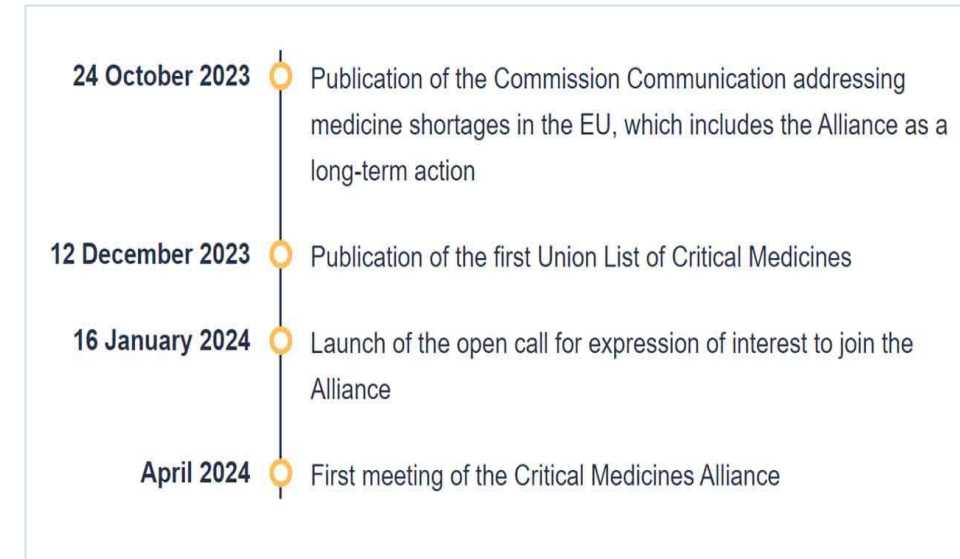 24 October 2023
Publication of the Commission Communication addressing
medicine shortages in the EU, which includes the Alliance as a
long-term action
12 December 2023
Publication of the first Union List of Critical Medicines
16 January 2024
Launch of the open call for expression of interest to join the
Alliance
April 2024
First meeting of the Critical Medicines Alliance